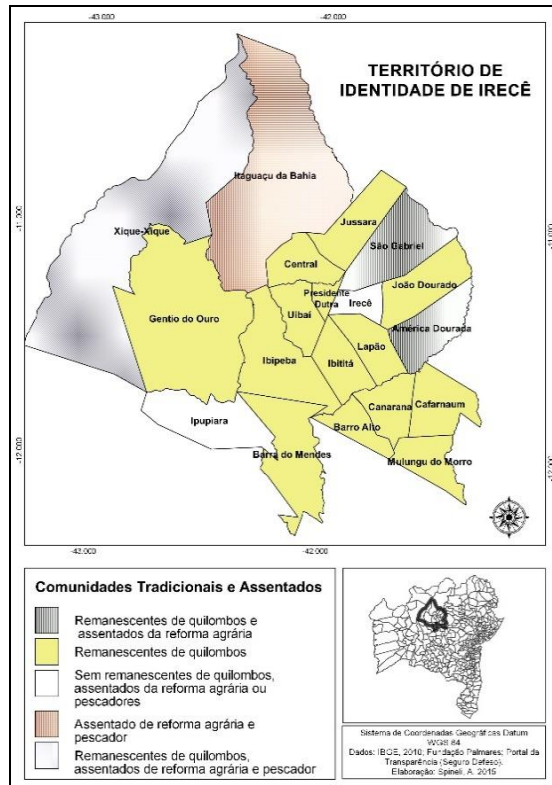 -43.000
-42.000
TERRITÓRIO DE
IDENTIDADE DE IRECÊ
Itaguaçu da Bahia
-11.000
-11.000
Xique-Xique
Jussara
São Gabriel
Central
João Dourado
Presidente
Dutra
Irecê
Gentio do Ouro
Uibaí
América Dourada
Lapão
Ibipeba
Ibititá
Canarana
Cafarnaum
Ipupiara
Barro Alto
-12.000
-12.000
Barra do Mendes
Mulungu do Morro
-43.000
-42.000
Comunidades Tradicionais e Assentados
Remanescentes de quilombos e
assentados da reforma agrária
Remanescentes de quilombos
Sem remanescentes de quilombos,
assentados da reforma agrária ou
pescadores
Assentado de reforma agrária e
pescador
Remanescentes de quilombos,
assentados da reforma agrária e pescador
Sistema de Coordenadas Geográficas Datum
WGS 84
Dados: IBGE, 2010; Fundação Palmares; Portal da
Transparência (Seguro Defeso).
Elaboração: Spineli, A. 2015